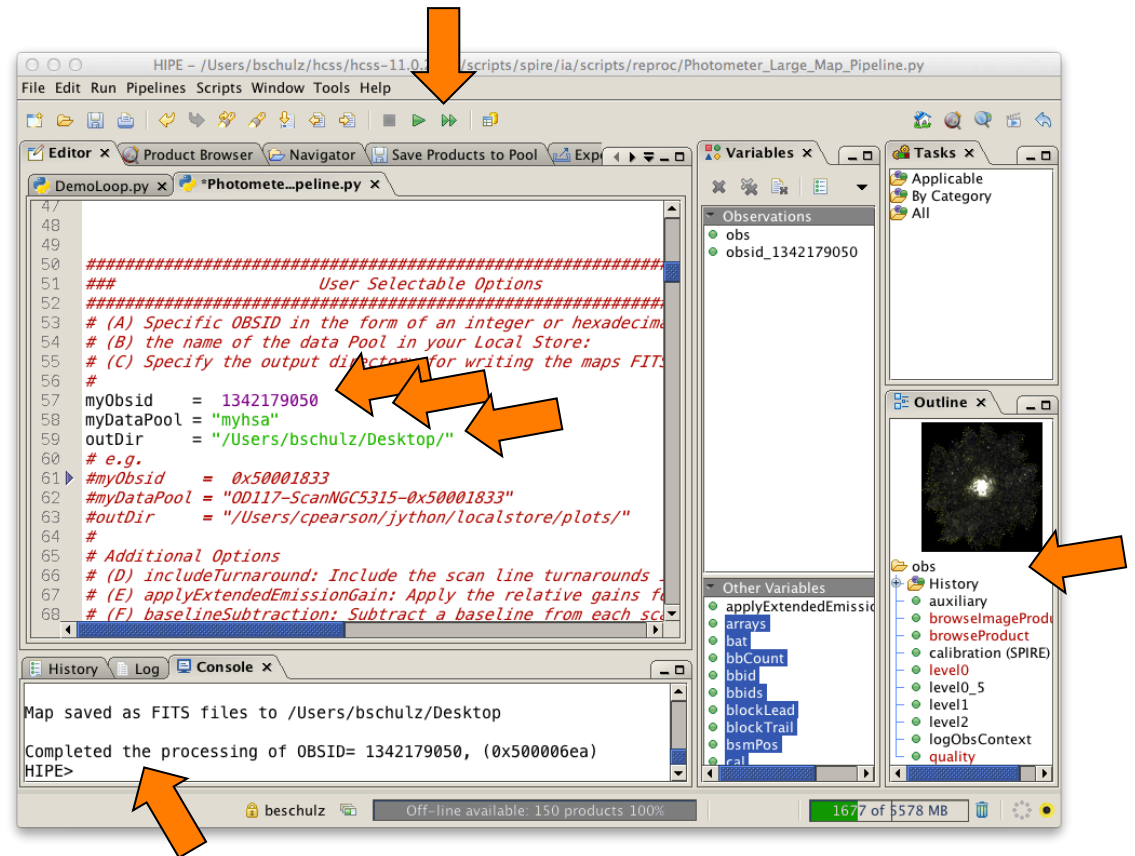 HIPE – /Users/bschulz/hcss/hcss-11.0. /scripts/spire/ia/scripts/reproc/Photometer_Large_Map_Pipeline.py
File Edit Run Pipelines Scripts Window Tools Help
Editor × Product Browser Navigator Save Products to Pool Exp
DemoLoop.py × *Photomete...peline.py ×
47
48
49
50 ############################################################
51 ### User Selectable Options
52 ############################################################
53 # (A) Specific OBSID in the form of an integer or hexadecima
54 # (B) the name of the data Pool in your Local Store:
55 # (C) Specify the output directory for writing the maps FITS
56 #
57 myObsid = 1342179050
58 myDataPool = "myhsa"
59 outDir = "/Users/bschulz/Desktop/"
60 # e.g.
61 #myObsid = 0x50001833
62 #myDataPool = "OD117-ScanNGC5315-0x50001833"
63 #outDir = "/Users/cpearson/jython/localstore/plots/"
64 #
65 # Additional Options
66 # (D) includeTurnaround: Include the scan line turnarounds
67 # (E) applyExtendedEmissionGain: Apply the relative gains fo
68 # (F) baselineSubtraction: Subtract a baseline from each sca
History Log Console ×
Map saved as FITS files to /Users/bschulz/Desktop
Completed the processing of OBSID= 1342179050, (0x500006ea)
HIPE>
Variables ×
Observations
obs
obsid_1342179050
Other Variables
applyExtendedEmissio
arrays
bat
bbCount
bbid
bbids
blockLead
blockTrail
bsmPos
cal
Tasks ×
Applicable
By Category
All
Outline ×
obs
History
auxiliary
browseImageProdu
browseProduct
calibration (SPIRE)
level0
level0_5
level1
level2
logObsContext
quality
beschulz
Off-line available: 150 products 100%
1677 of 5578 MB